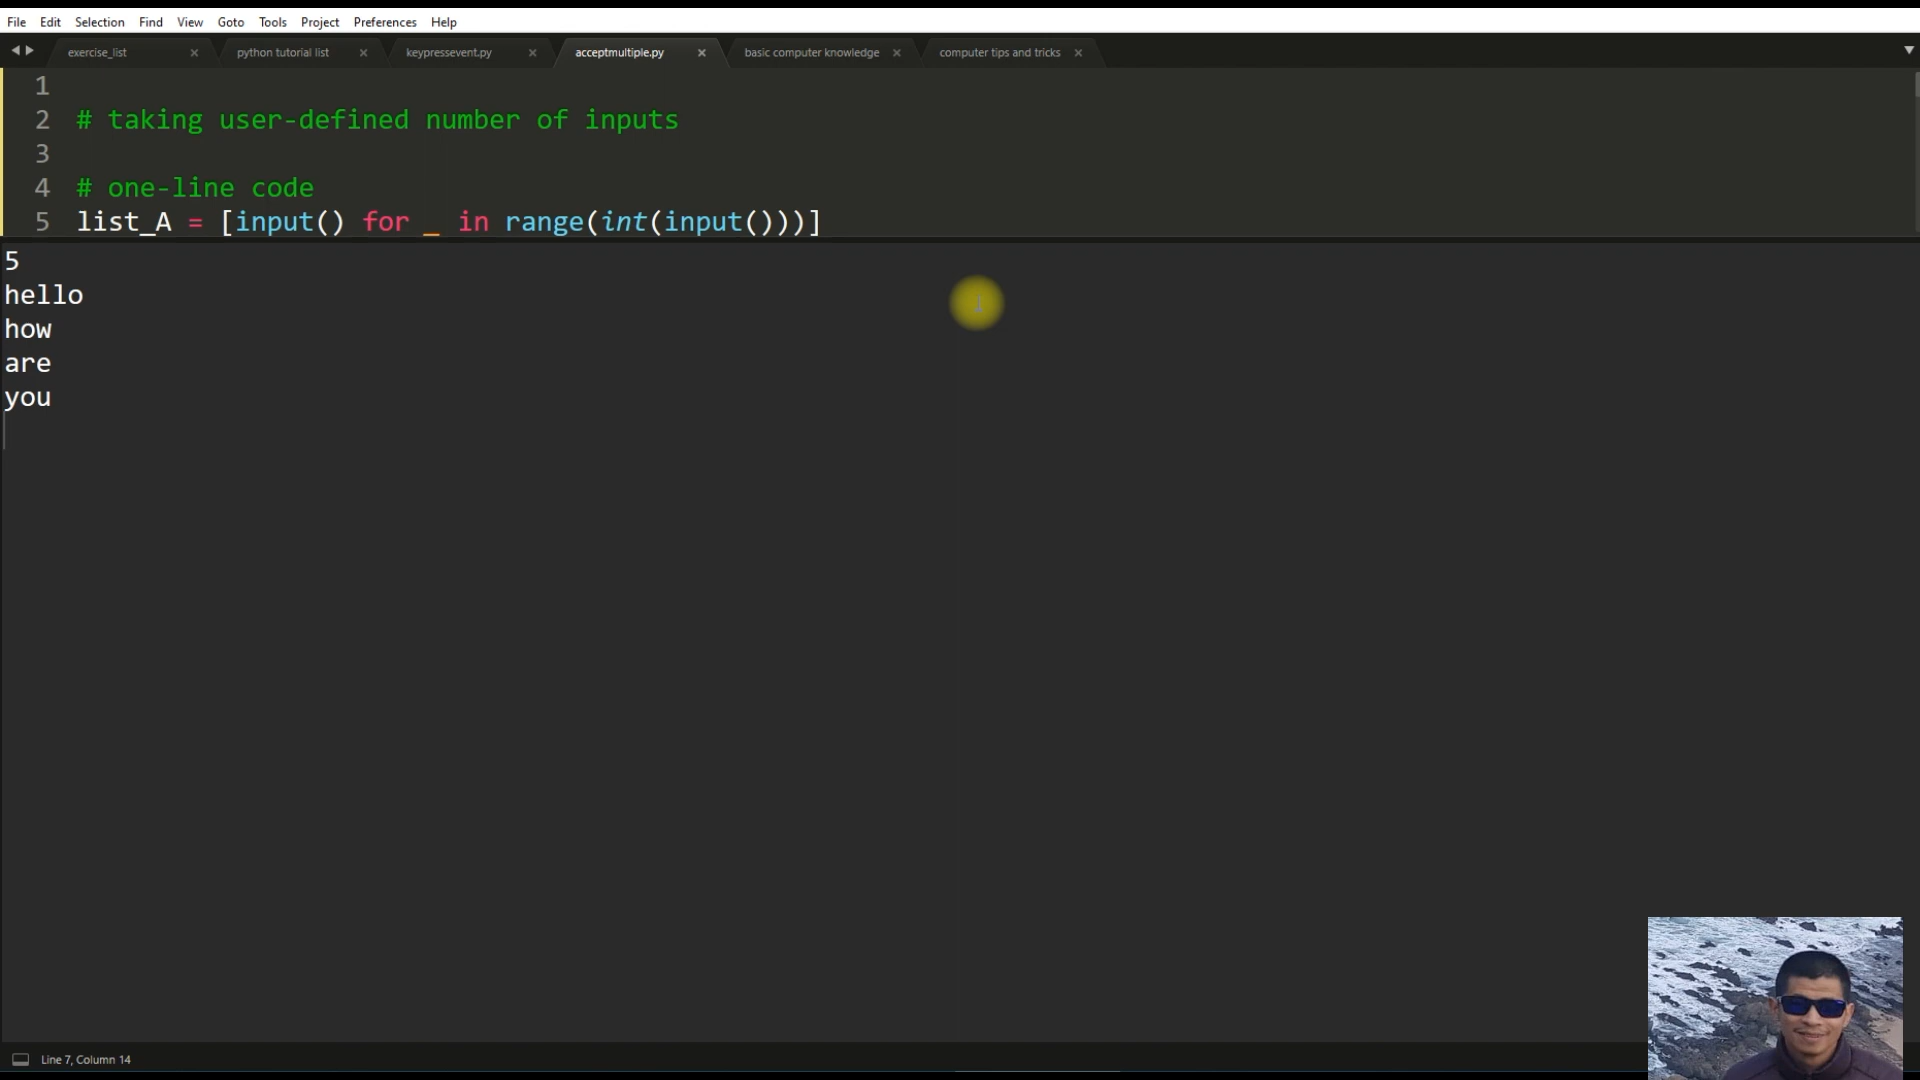 File Edit Selection Find View Goto Tools Project Preferences Help
exercise_list python tutorial list keypressevent.py acceptmultiple.py basic computer knowledge computer tips and tricks
1
2 # taking user-defined number of inputs
3
4 # one-line code
5 list_A = [input() for _ in range(int(input()))]
5
hello
how
are
you
Line 7, Column 14